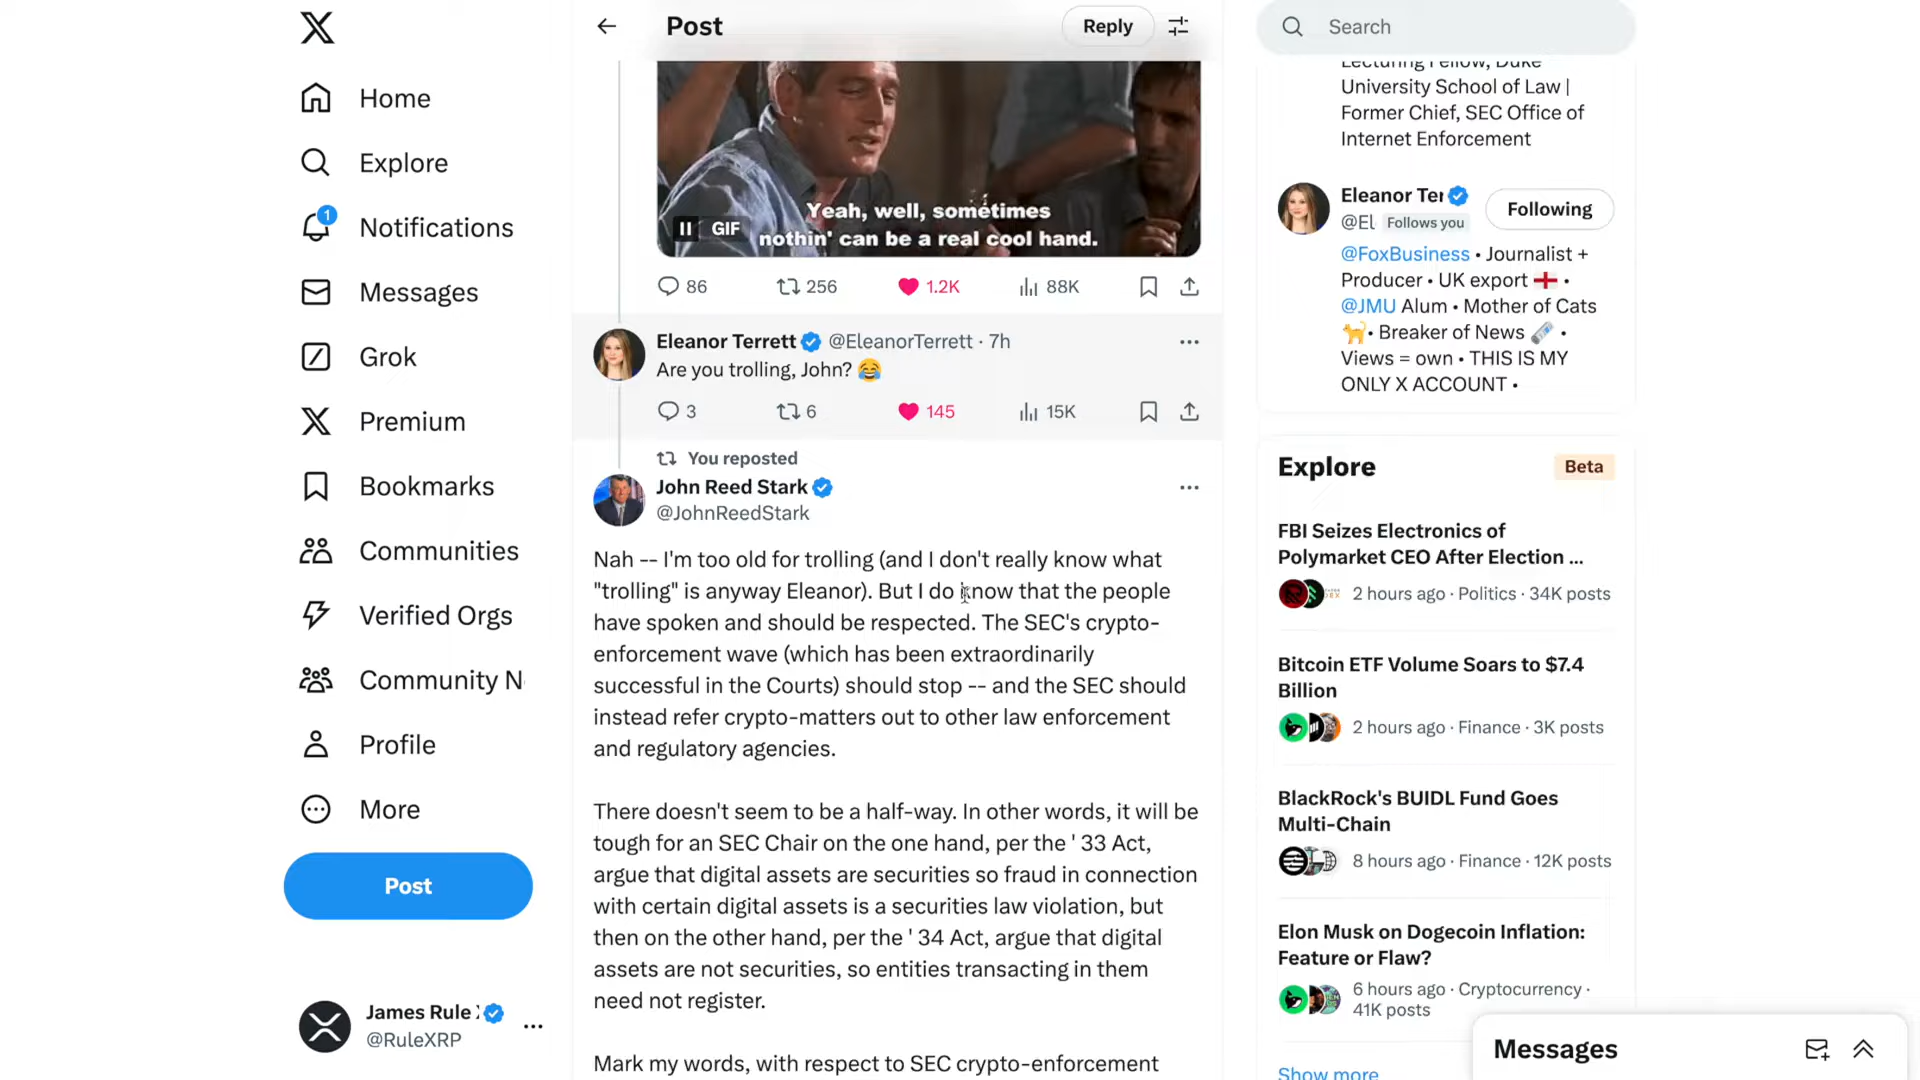 Home
Explore
1
Notifications
Messages
Grok
Premium
Bookmarks
Communities
Verified Orgs
Community N
Profile
More
Post
James Rule
@RuleXRP
Post
Reply
GIF
Yeah, well, sometimes
nothin' can be a real cool hand.
86
256
1.2K
88K
Eleanor Terrett @EleanorTerrett · 7h
Are you trolling, John? 😂
3
6
145
15K
You reposted
John Reed Stark
@JohnReedStark
Nah -- I'm too old for trolling (and I don't really know what
"trolling" is anyway Eleanor). But I do know that the people
have spoken and should be respected. The SEC's crypto-
enforcement wave (which has been extraordinarily
successful in the Courts) should stop -- and the SEC should
instead refer crypto-matters out to other law enforcement
and regulatory agencies.
There doesn't seem to be a half-way. In other words, it will be
tough for an SEC Chair on the one hand, per the ' 33 Act,
argue that digital assets are securities so fraud in connection
with certain digital assets is a securities law violation, but
then on the other hand, per the ' 34 Act, argue that digital
assets are not securities, so entities transacting in them
need not register.
Mark my words, with respect to SEC crypto-enforcement
Search
Lecturing Fellow, Duke
University School of Law |
Former Chief, SEC Office of
Internet Enforcement
Eleanor Ter
@El Follows you
Following
@FoxBusiness • Journalist +
Producer • UK export 🏴󠁧󠁢󠁥󠁮󠁧󠁿 •
@JMU Alum • Mother of Cats
🐈 • Breaker of News 🗞️ •
Views = own • THIS IS MY
ONLY X ACCOUNT •
Explore
Beta
FBI Seizes Electronics of
Polymarket CEO After Election ...
2 hours ago · Politics · 34K posts
Bitcoin ETF Volume Soars to $7.4
Billion
2 hours ago · Finance · 3K posts
BlackRock's BUIDL Fund Goes
Multi-Chain
8 hours ago · Finance · 12K posts
Elon Musk on Dogecoin Inflation:
Feature or Flaw?
6 hours ago · Cryptocurrency ·
41K posts
Show more
Messages